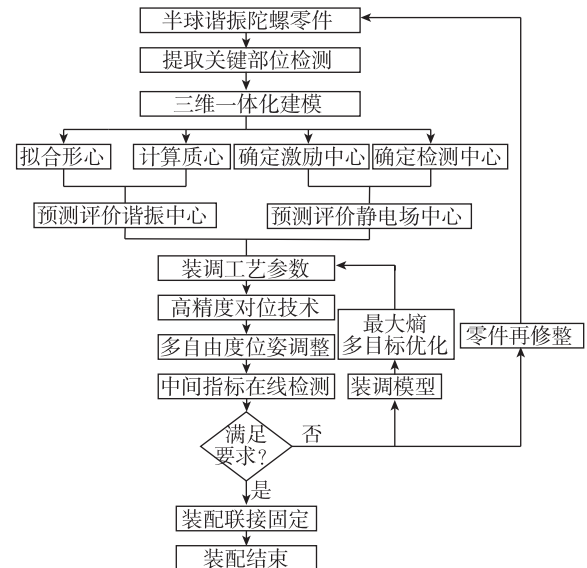 半球谐振陀螺零件
提取关键部位检测
三维一体化建模
拟合形心
计算质心
确定激励中心
确定检测中心
预测评价谐振中心
预测评价静电场中心
装调工艺参数
高精度对位技术
多自由度位姿调整
中间指标在线检测
最大熵
多目标优化
装调模型
零件再修整
满足
要求?
否
是
装配联接固定
装配结束